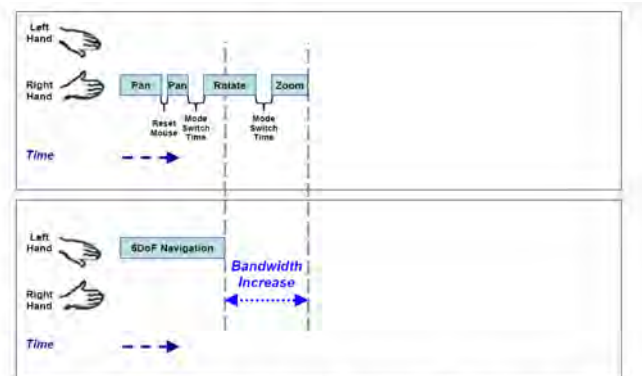 Left
Hand
Right
Hand
Pan
Pan
Rotate
Zoom
Reset
Mouse
Mode
Switch
Time
Mode
Switch
Time
Time
Left
Hand
6DoF Navigation
Bandwidth
Increase
Right
Hand
Time